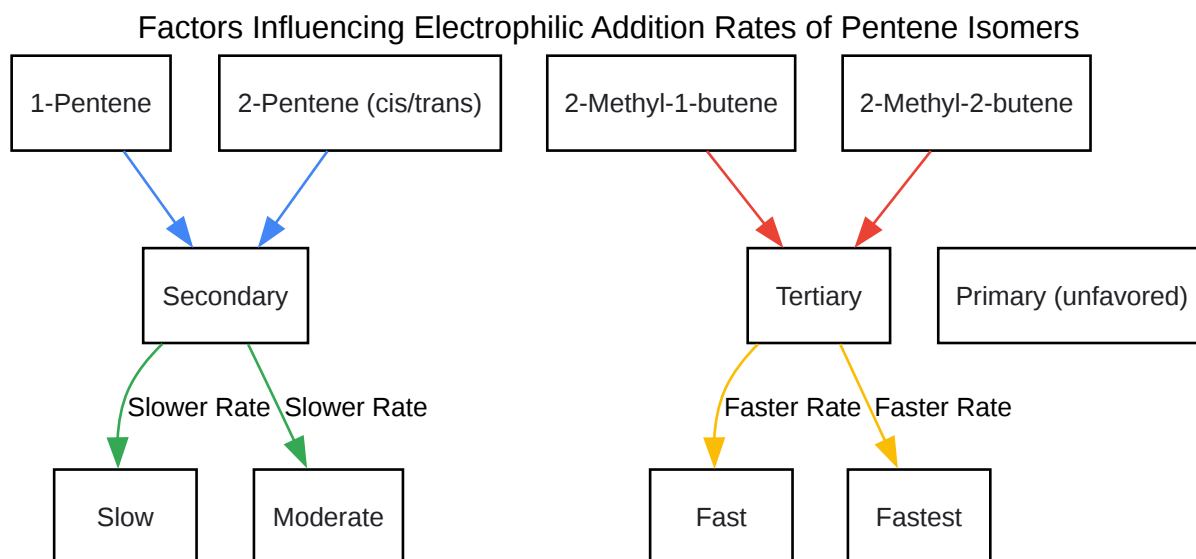 Factors Influencing Electrophilic Addition Rates of Pentene Isomers
1-Pentene
2-Pentene (cis/trans)
2-Methyl-1-butene
2-Methyl-2-butene
Secondary
Tertiary
Primary (unfavored)
Slower Rate
Slower Rate
Faster Rate
Faster Rate
Slow
Moderate
Fast
Fastest